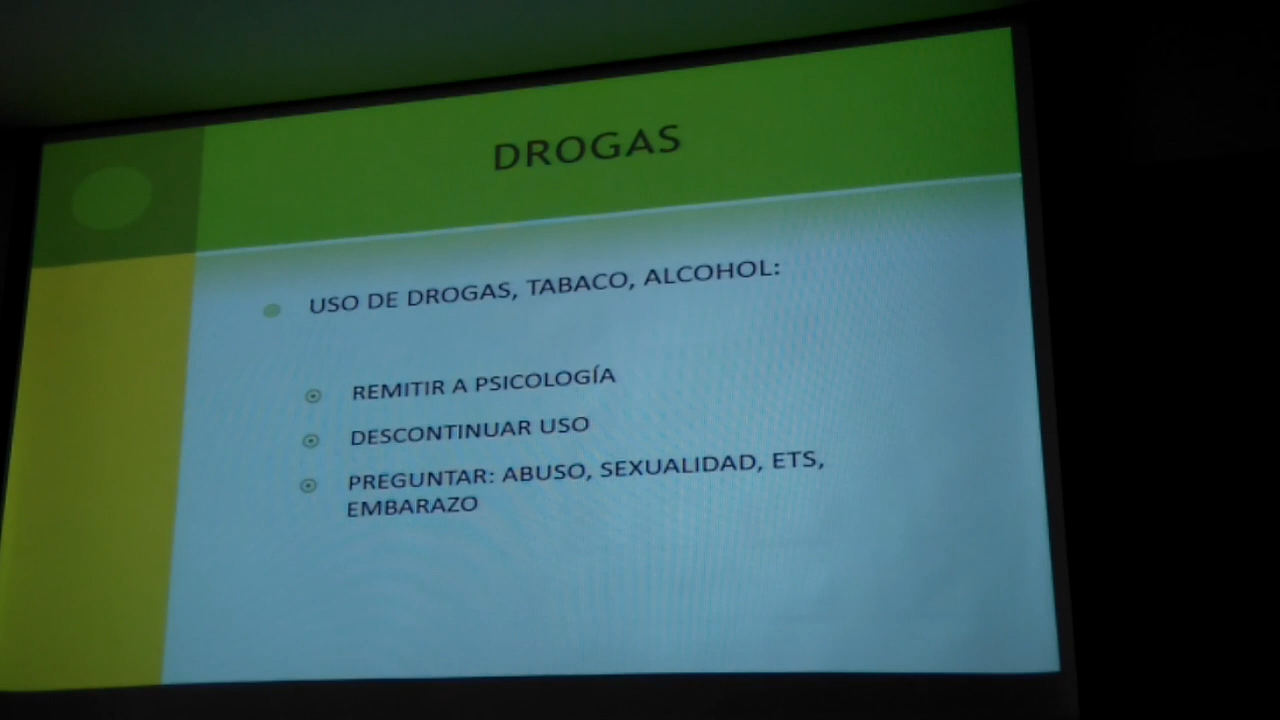 DROGAS
USO DE DROGAS, TABACO, ALCOHOL:
REMITIR A PSICOLOGÍA
DESCONTINUAR USO
PREGUNTAR: ABUSO, SEXUALIDAD, ETS,
EMBARAZO